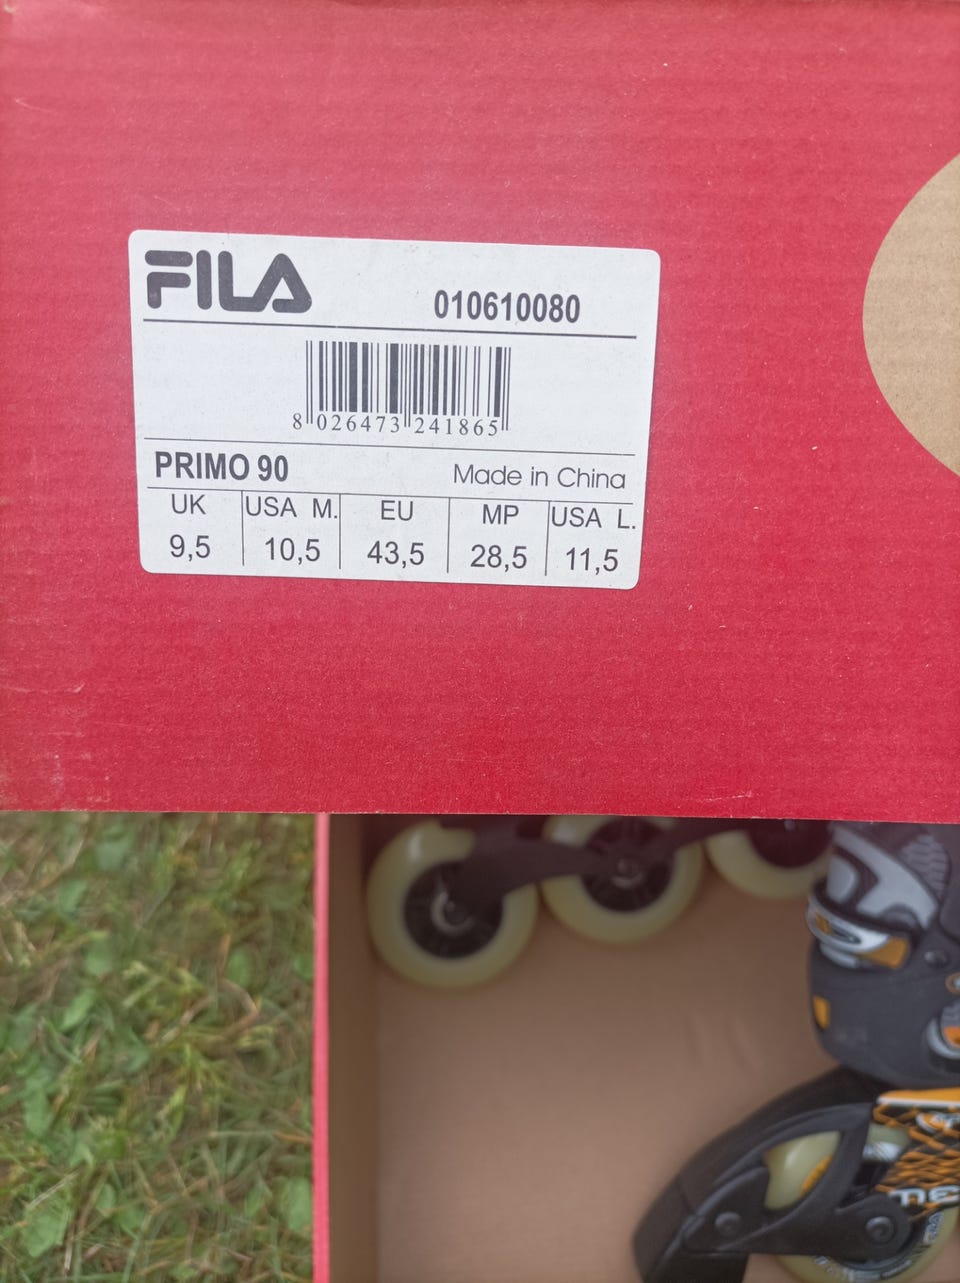 FILA
010610080
8 026473 241865
PRIMO 90
Made in China
UK USA M. EU MP USA L.
9,5 10,5 43,5 28,5 11,5